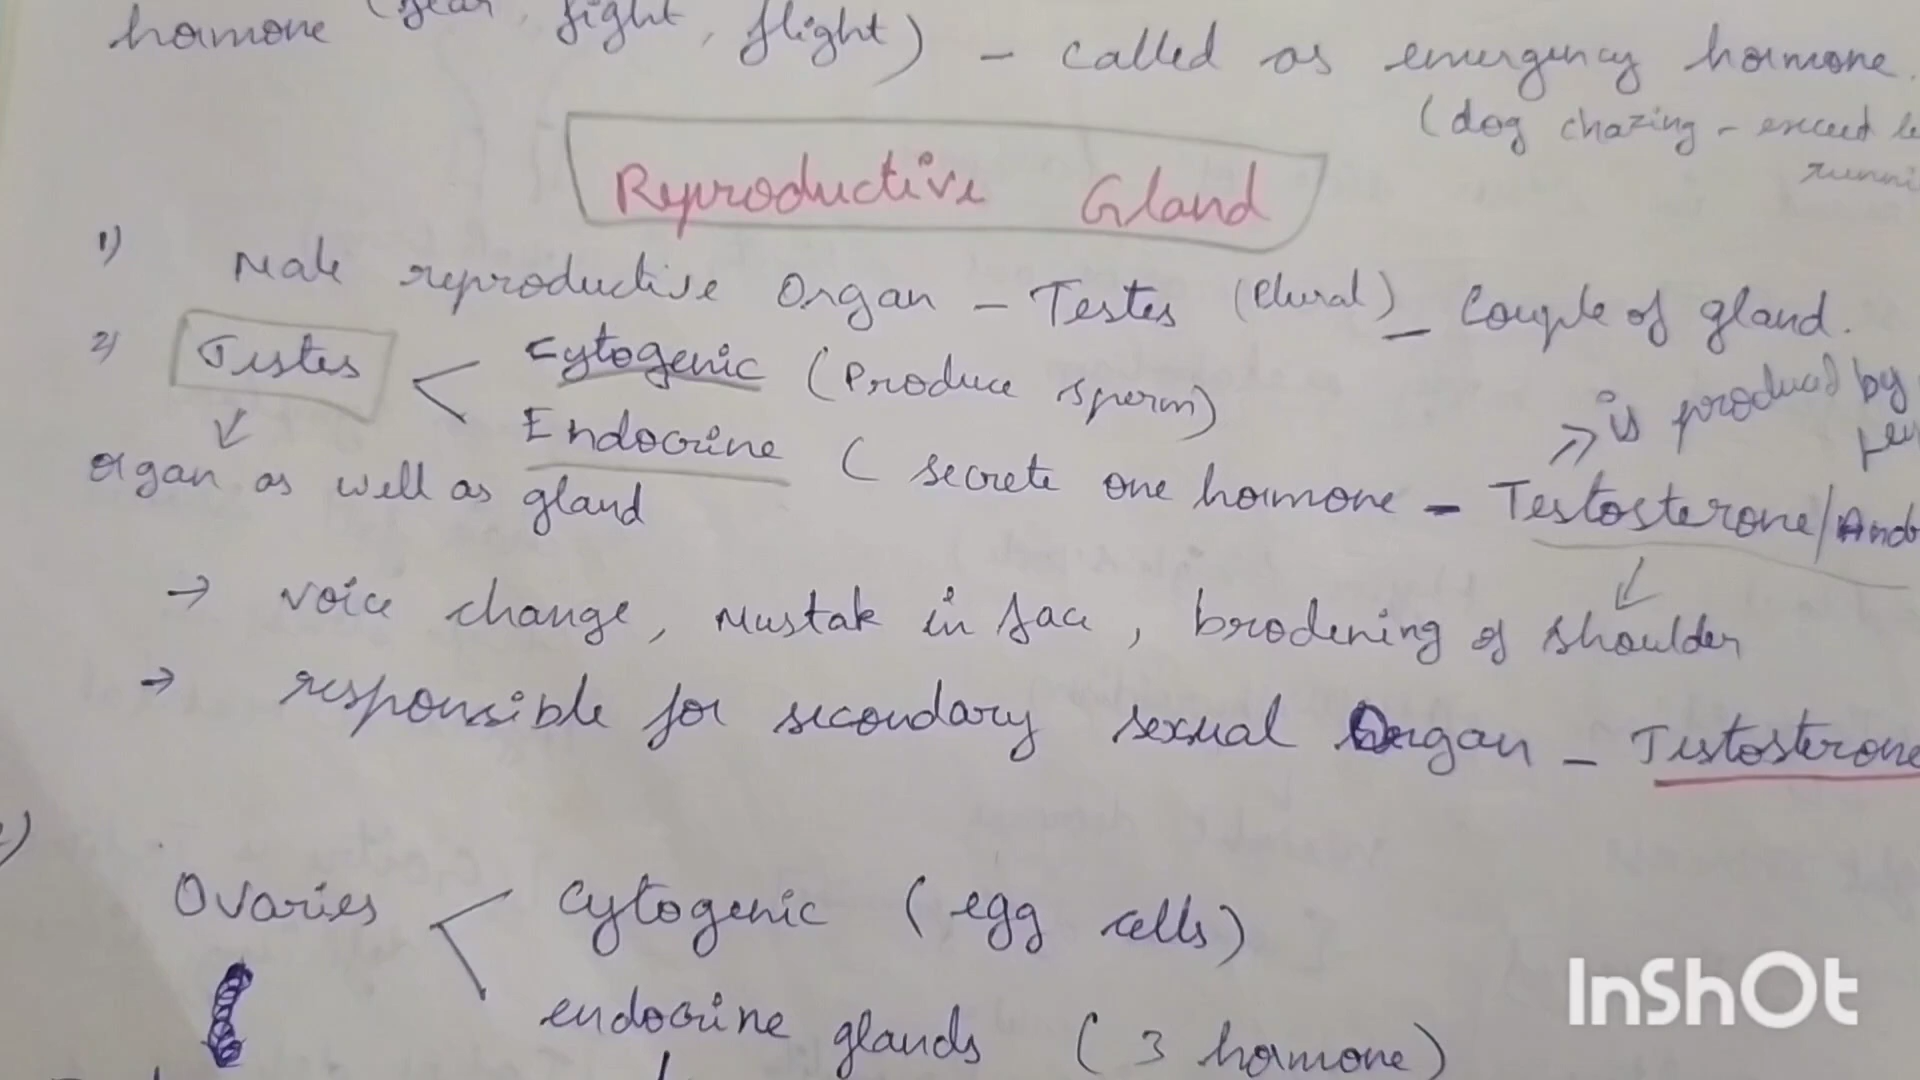 hormone (fear, fight, flight) - called as emergency hormone.
(dog chazing - exceed
Reproductive Gland
1) Male reproductive Organ - Testes (Plural) - Couple of gland.
2) Testes < Cytogenic (Produce sperm)
Endocrine (secrete one hormone - Testosterone/
is produced by
organ as well as gland
→ voice change, Mustak in face, brodening of shoulder
→ responsible for secondary sexual Organ - Testosterone
Ovaries < Cytogenic (egg cells)
endocrine glands (3 hormone)
InShOt